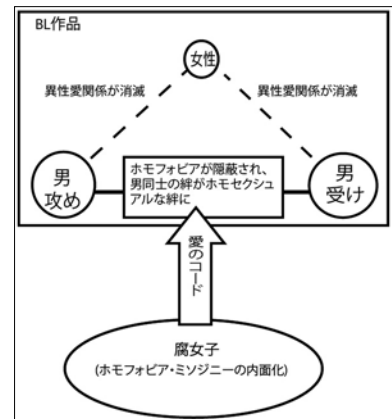 BL作品
女性
異性愛関係が消滅
異性愛関係が消滅
男
攻め
ホモフォビアが隠蔽され、
男同士の絆がホモセクシュ
アルな絆に
男
受け
愛のコード
腐女子
(ホモフォビア・ミソジニーの内面化)